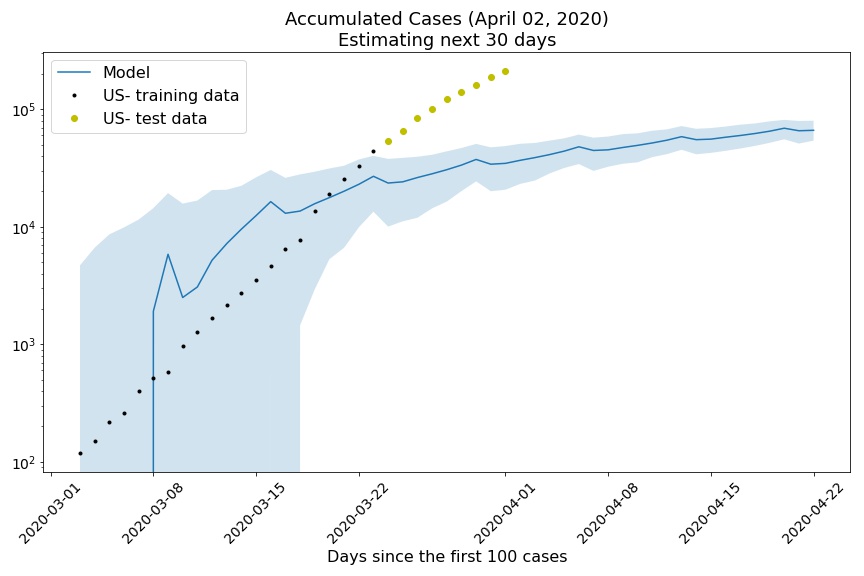 Accumulated Cases (April 02, 2020)
Estimating next 30 days
Model
US- training data
US- test data
10^5
10^4
10^3
10^2
2020-03-01
2020-03-08
2020-03-15
2020-03-22
2020-04-01
2020-04-08
2020-04-15
2020-04-22
Days since the first 100 cases